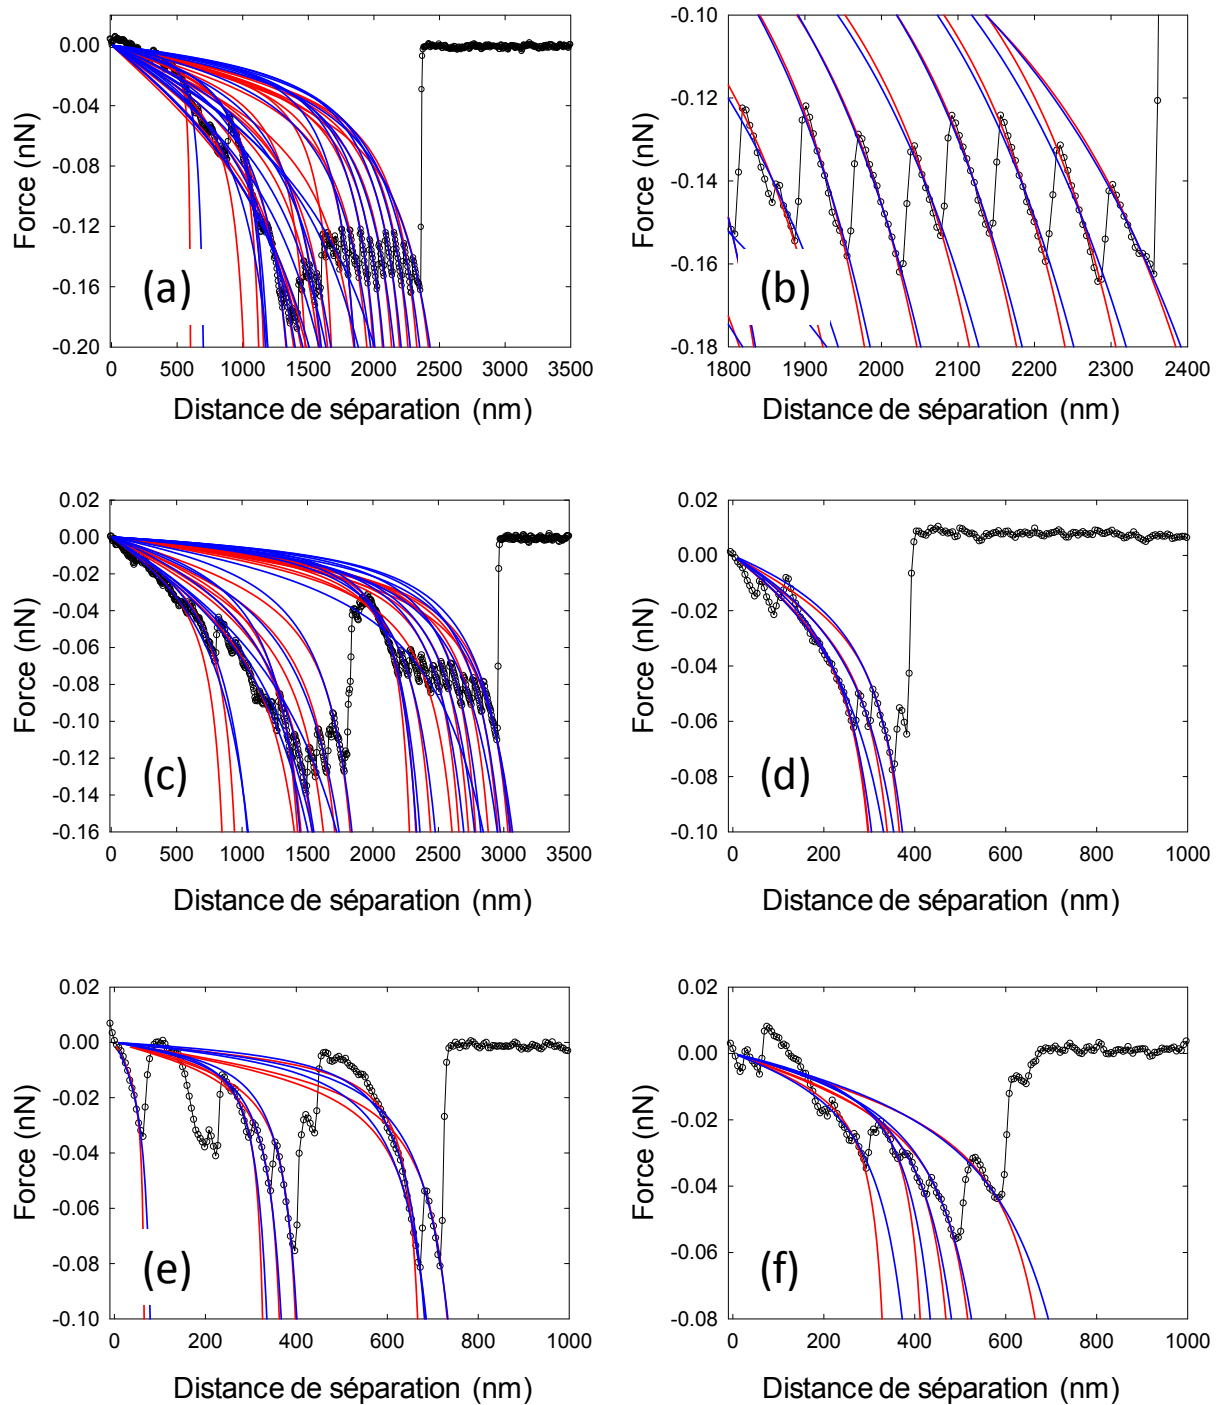 0.00
-0.04
-0.08
-0.12
-0.16
-0.20
Force (nN)
(a)
0 500 1000 1500 2000 2500 3000 3500
Distance de séparation (nm)
-0.10
-0.12
-0.14
-0.16
-0.18
Force (nN)
(b)
1800 1900 2000 2100 2200 2300 2400
Distance de séparation (nm)
0.02
0.00
-0.02
-0.04
-0.06
-0.08
-0.10
-0.12
-0.14
-0.16
Force (nN)
(c)
0 500 1000 1500 2000 2500 3000 3500
Distance de séparation (nm)
0.02
0.00
-0.02
-0.04
-0.06
-0.08
-0.10
Force (nN)
(d)
0 200 400 600 800 1000
Distance de séparation (nm)
0.02
0.00
-0.02
-0.04
-0.06
-0.08
-0.10
Force (nN)
(e)
0 200 400 600 800 1000
Distance de séparation (nm)
0.02
0.00
-0.02
-0.04
-0.06
-0.08
Force (nN)
(f)
0 200 400 600 800 1000
Distance de séparation (nm)